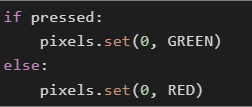 if pressed:
    pixels.set(0, GREEN)
else:
    pixels.set(0, RED)